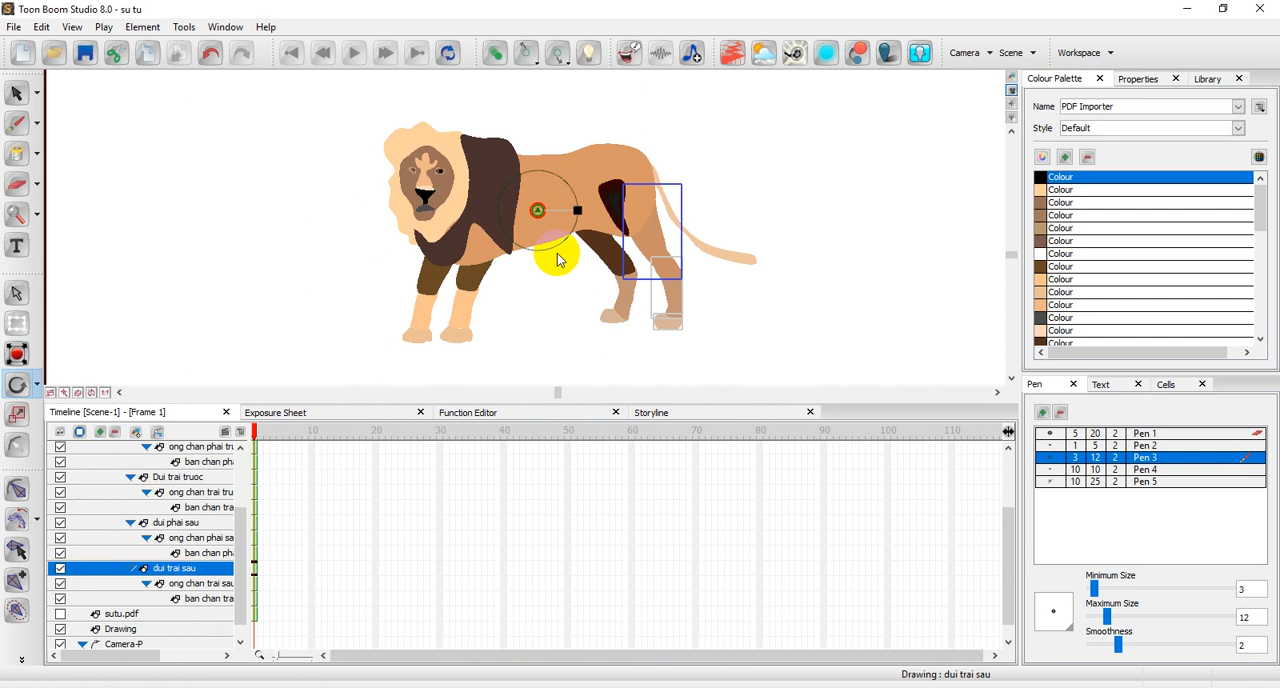 Toon Boom Studio 8.0 - su tu
File Edit View Play Element Tools Window Help
Camera Scene Workspace
Colour Palette Properties Library
Name PDF Importer
Style Default
Colour
Colour
Colour
Colour
Colour
Colour
Colour
Colour
Colour
Colour
Colour
Colour
Colour
Colour
Pen Text Cells
5 20 2 Pen 1
1 5 2 Pen 2
3 12 2 Pen 3
10 10 2 Pen 4
10 25 2 Pen 5
Minimum Size
3
Maximum Size
12
Smoothness
2
Timeline [Scene-1] - [Frame 1] Exposure Sheet Function Editor Storyline
10 20 30 40 50 60 70 80 90 100 110
ong chan phai tru
ban chan pha
Dui trai truoc
ong chan trai tru
ban chan tra
dui phai sau
ong chan phai sa
ban chan pha
dui trai sau
ong chan trai sau
ban chan tra
sutu.pdf
Drawing
Camera-P
Drawing : dui trai sau